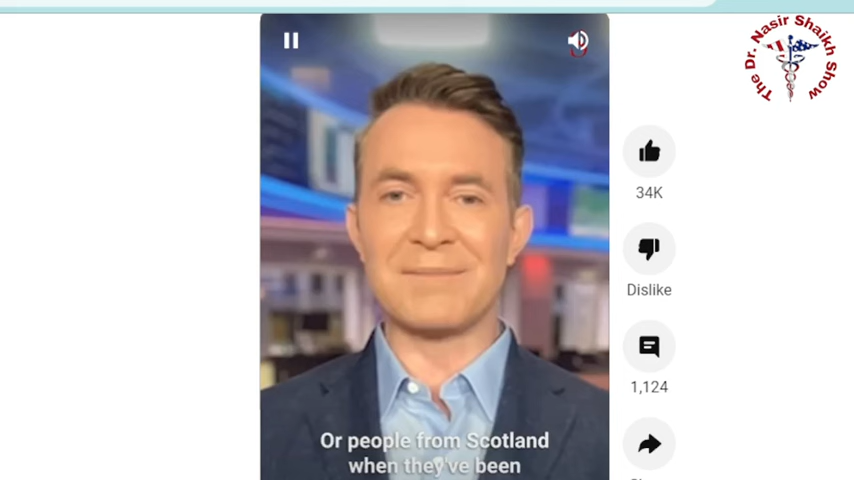 The Dr. Nasir Shaikh Show
34K
Dislike
1,124
Or people from Scotland
when they've been